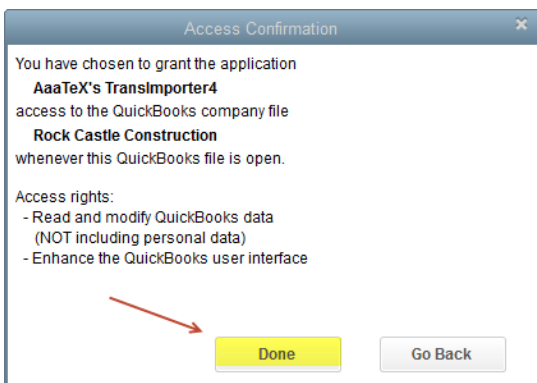 Access Confirmation
You have chosen to grant the application
AaaTeX's TransImporter4
access to the QuickBooks company file
Rock Castle Construction
whenever this QuickBooks file is open.
Access rights:
- Read and modify QuickBooks data
(NOT including personal data)
- Enhance the QuickBooks user interface
Done
Go Back